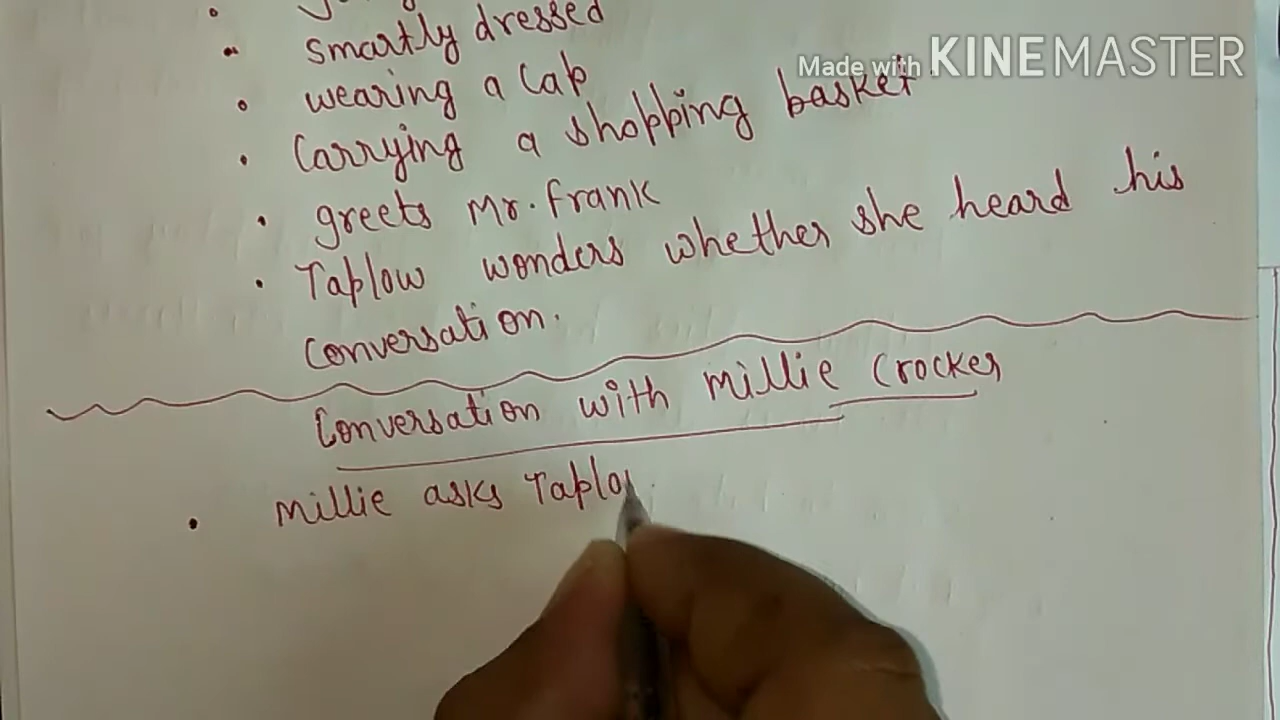 • smartly dressed
Made with KINEMASTER
• wearing a cap
• carrying a shopping basket.
• greets Mr. Frank
• Taplow wonders whether she heard his
conversation.
Conversation with Millie Crocker
• Millie asks Taplo